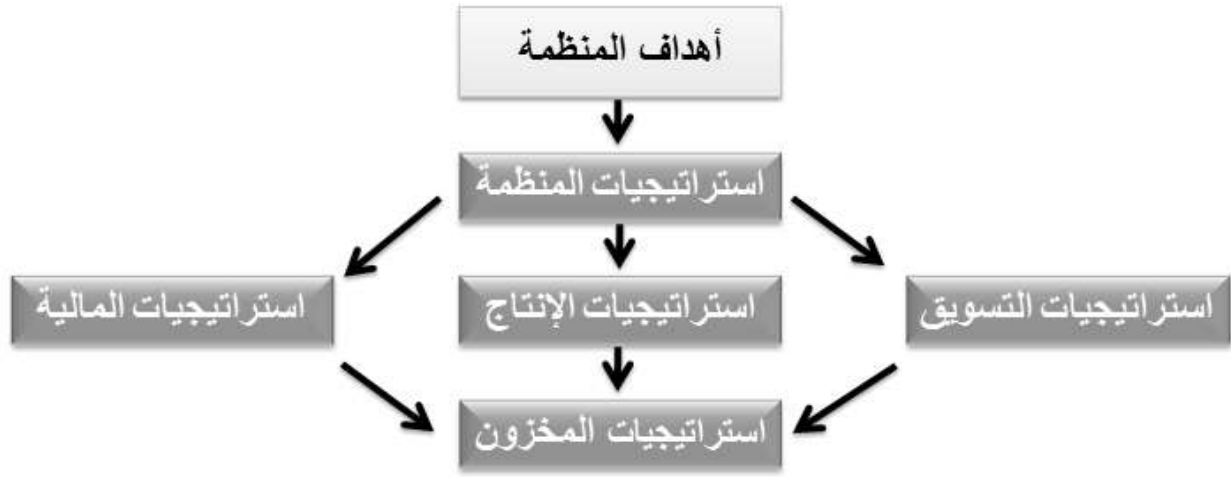 أهداف المنظمة
استراتيجيات المنظمة
استراتيجيات التسويق
استراتيجيات الإنتاج
استراتيجيات المالية
استراتيجيات المخزون